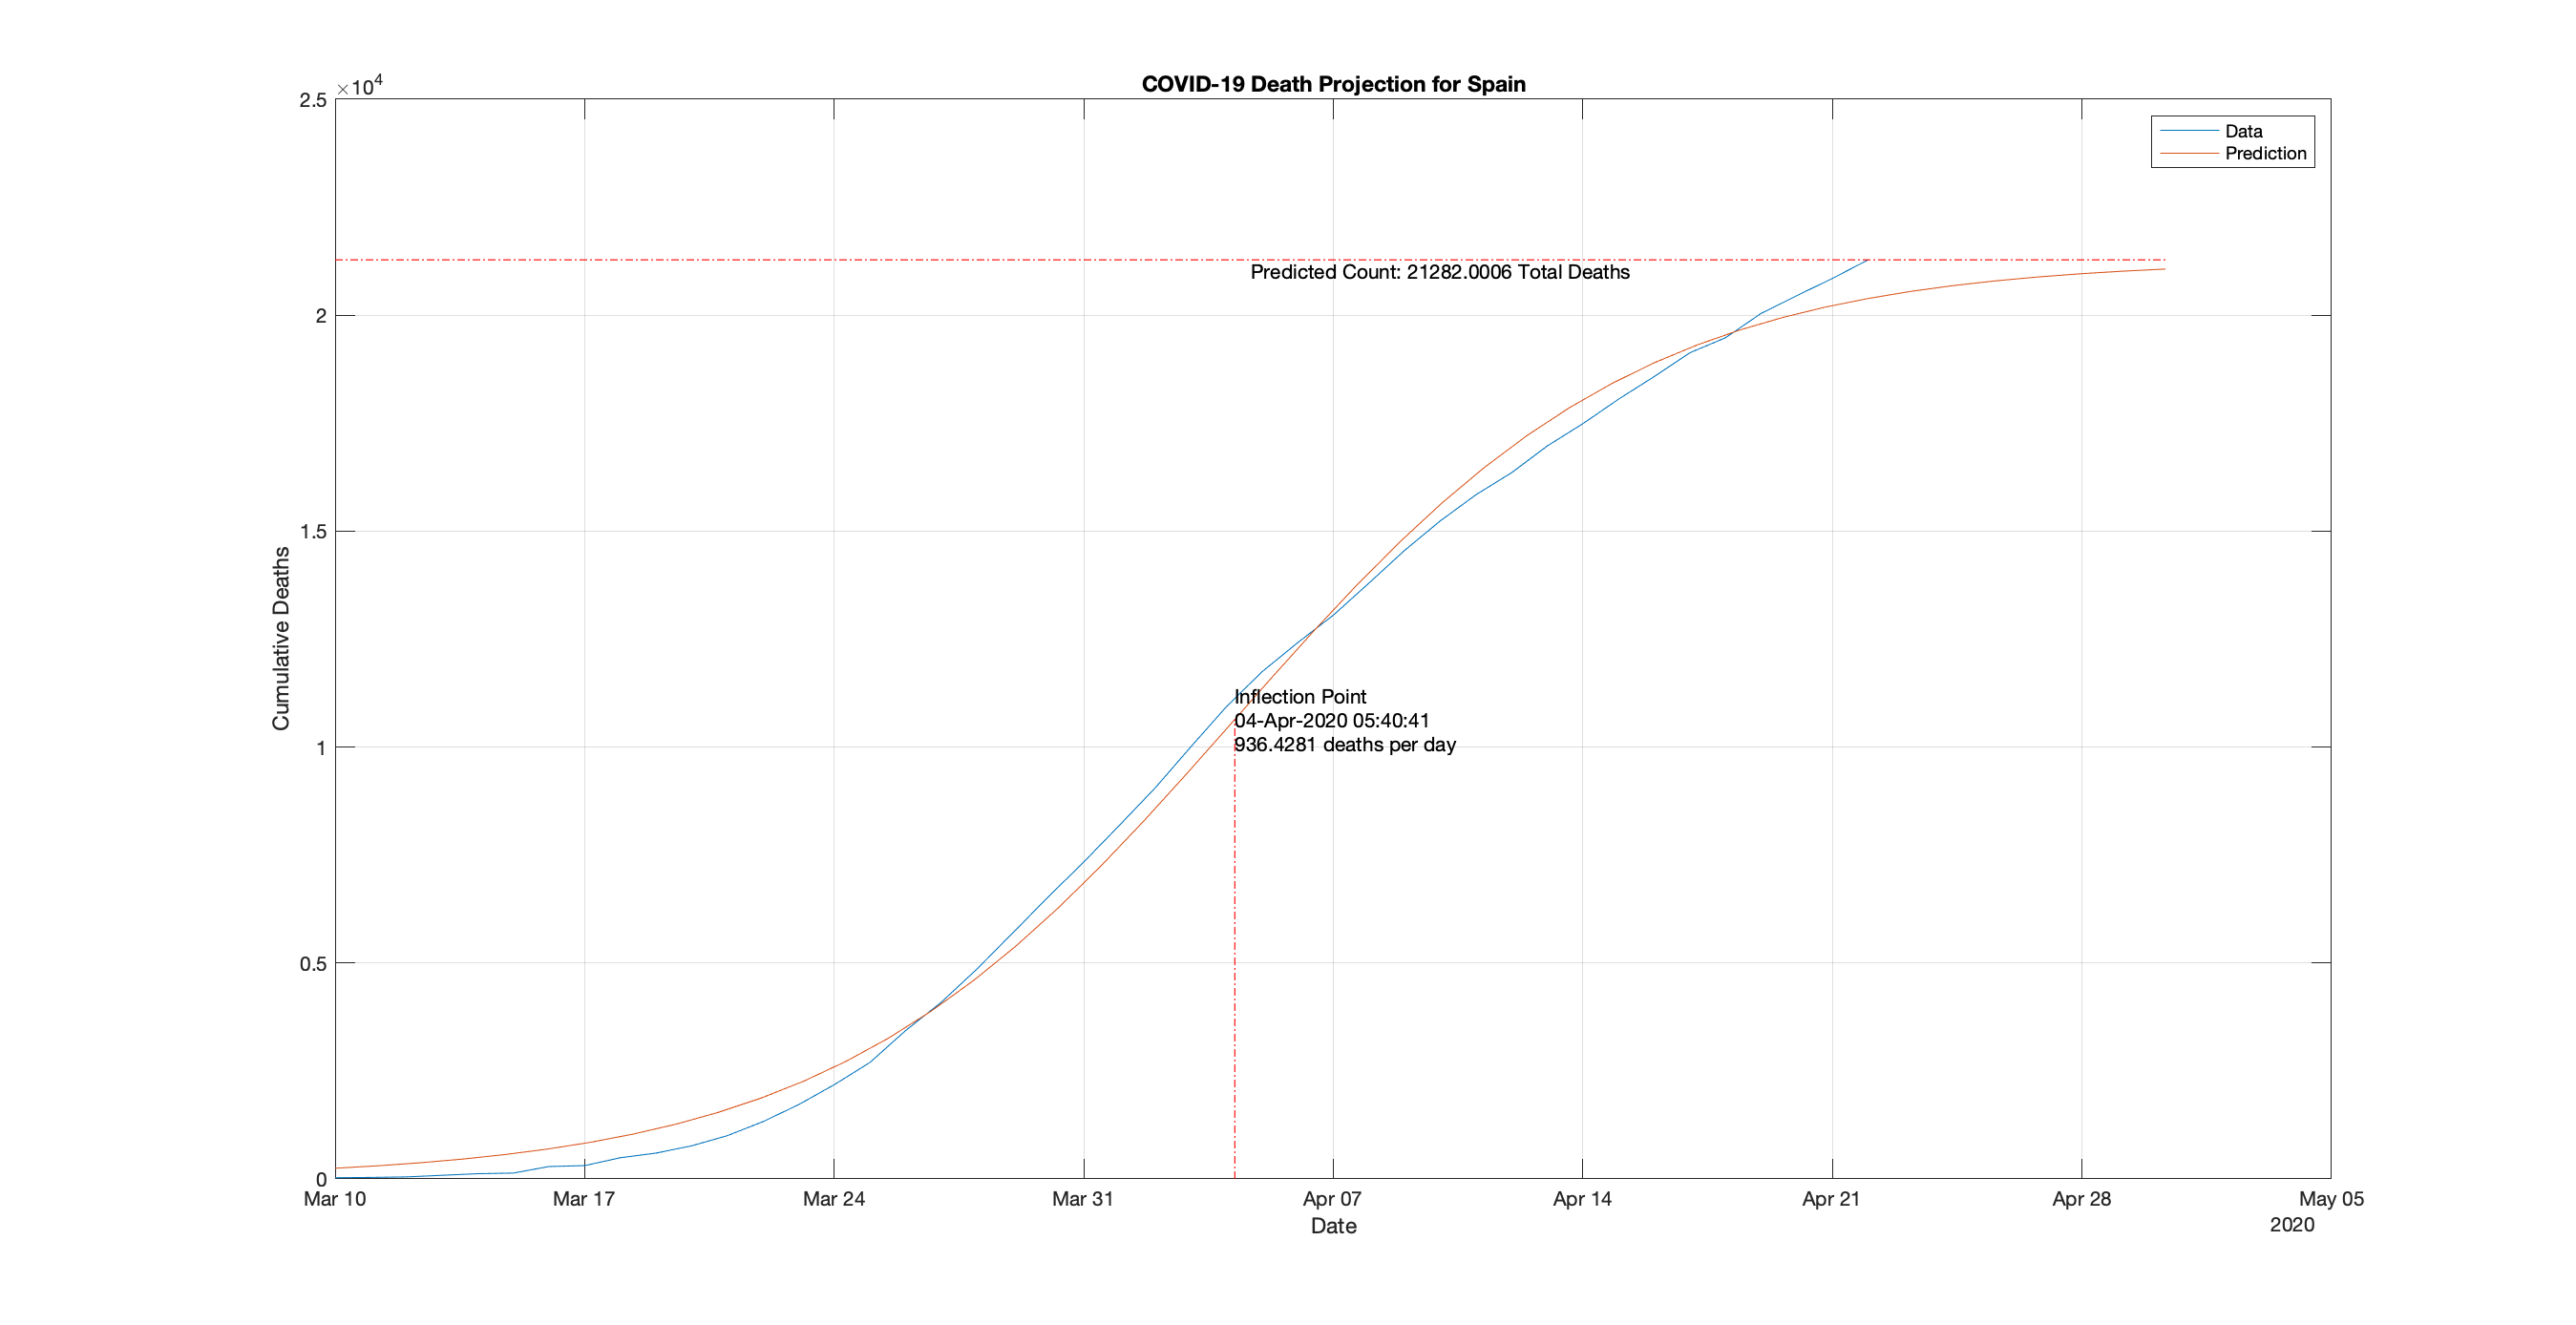 COVID-19 Death Projection for Spain
×10⁴
2.5
2
1.5
1
0.5
0
Cumulative Deaths
Data
Prediction
Predicted Count: 21282.0006 Total Deaths
Inflection Point
04-Apr-2020 05:40:41
936.4281 deaths per day
Mar 10 Mar 17 Mar 24 Mar 31 Apr 07 Apr 14 Apr 21 Apr 28 May 05
Date
2020